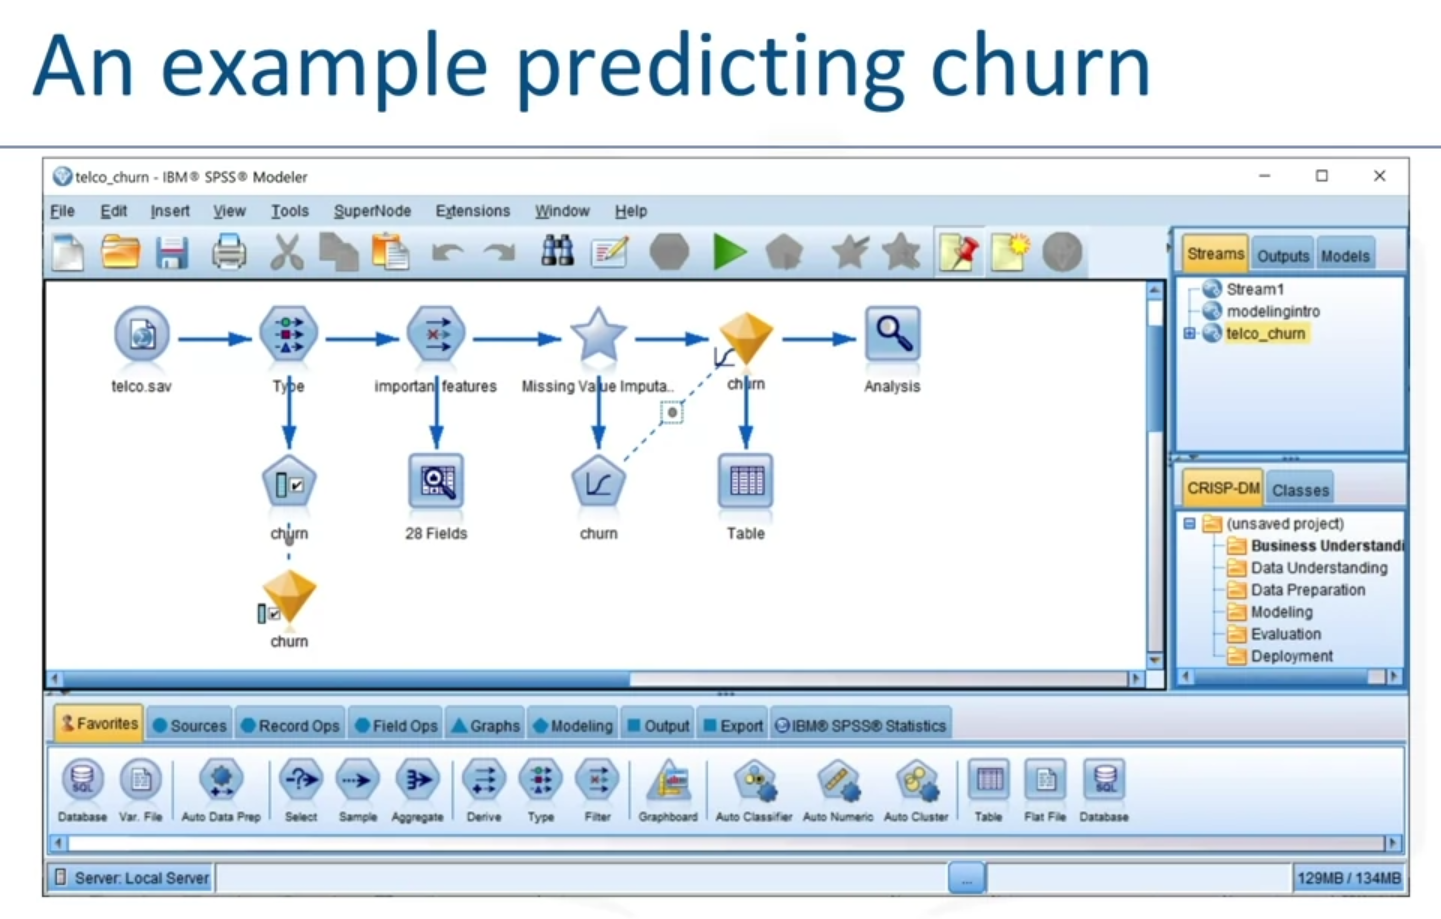 An example predicting churn
telco_churn - IBM® SPSS® Modeler
File Edit Insert View Tools SuperNode Extensions Window Help
Streams Outputs Models
Stream1
modelingintro
telco_churn
telco.sav Type important features Missing Value Imputa.. churn Analysis
churn 28 Fields churn Table
churn
CRISP-DM Classes
(unsaved project)
Business Understandi
Data Understanding
Data Preparation
Modeling
Evaluation
Deployment
Favorites Sources Record Ops Field Ops Graphs Modeling Output Export IBM® SPSS® Statistics
SQL SQL
Database Var. File Auto Data Prep Select Sample Aggregate Derive Type Filter Graphboard Auto Classifier Auto Numeric Auto Cluster Table Flat File Database
Server: Local Server ... 129MB / 134MB